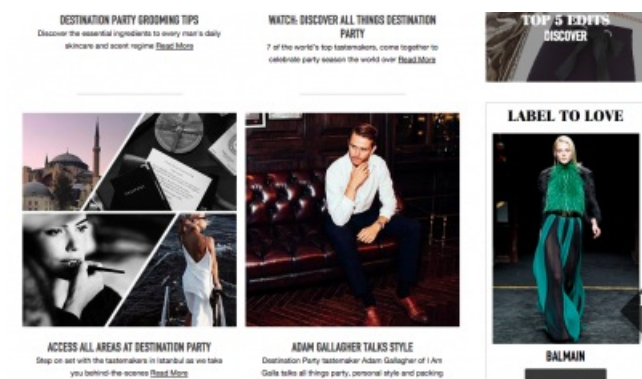 DESTINATION PARTY GROOMING TIPS
Discover the essential ingredients to every man's daily
skincare and scent regime Read More
WATCH: DISCOVER ALL THINGS DESTINATION
PARTY
7 of the world's top tastemakers, come together to
celebrate party season the world over Read More
TOP 5 EDITS
DISCOVER
LABEL TO LOVE
BALMAIN
ACCESS ALL AREAS AT DESTINATION PARTY
Step on set with the tastemakers in Istanbul as we take
you behind-the-scenes Read More
ADAM GALLAGHER TALKS STYLE
Destination Party tastemaker Adam Gallagher of I Am
Galla talks all things party, personal style and packing